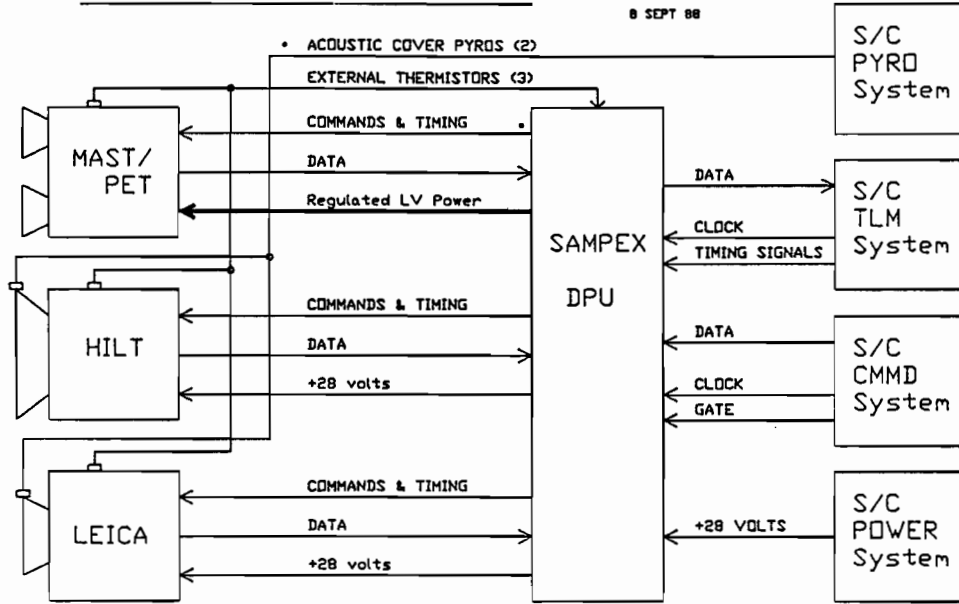 8 SEPT 88
ACOUSTIC COVER PYROS (2)
S/C
PYRO
System
EXTERNAL THERMISTORS (3)
COMMANDS & TIMING
MAST/
PET
DATA
Regulated LV Power
SAMPEX
DPU
DATA
CLOCK
TIMING SIGNALS
S/C
TLM
System
COMMANDS & TIMING
HILT
DATA
+28 volts
DATA
CLOCK
GATE
S/C
CMMD
System
COMMANDS & TIMING
LEICA
DATA
+28 volts
+28 VOLTS
S/C
POWER
System